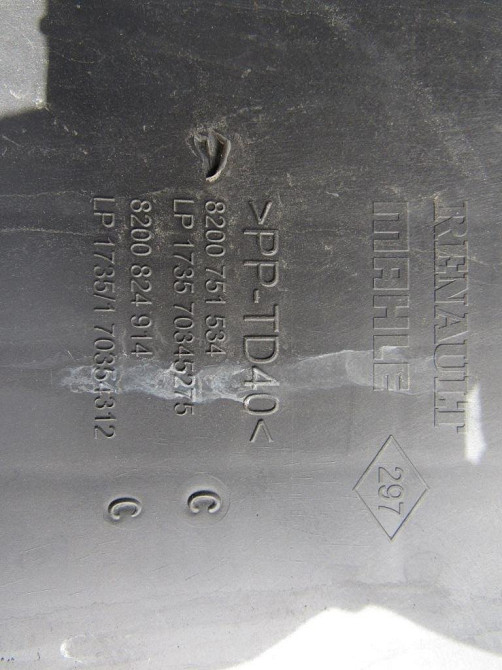 RENAULT
MAHLE
297
>PP-TD40<
8200 751 534
LP 1735 70345275
C
8200 824 914
LP 1735/1 70354312
C